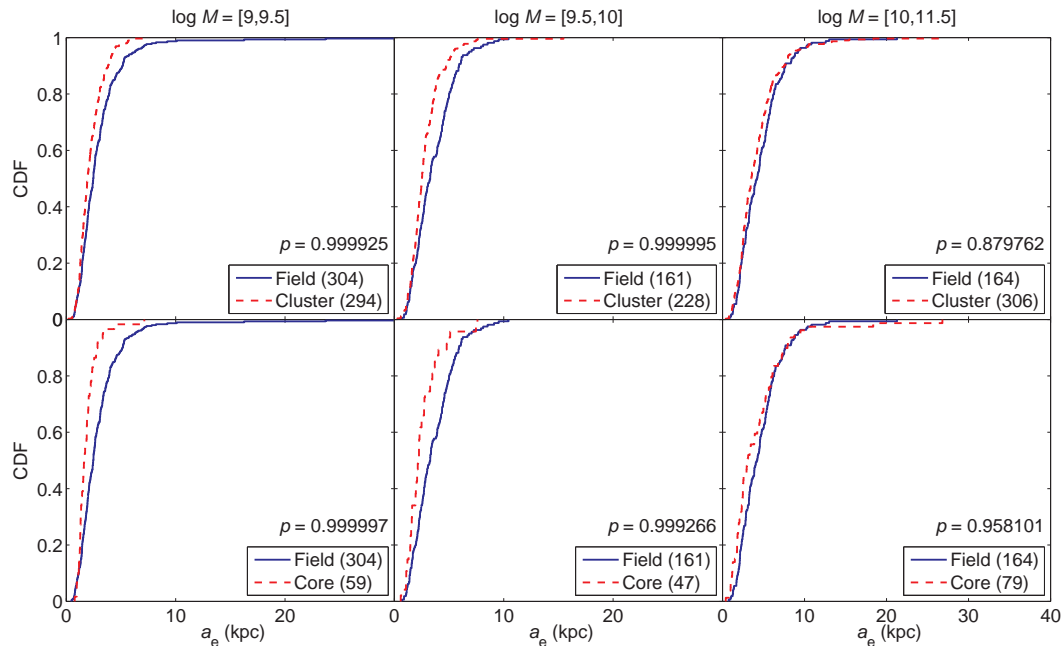 log M = [9,9.5]
log M = [9.5,10]
log M = [10,11.5]
1
0.8
0.6
0.4
0.2
0
CDF
p = 0.999925
Field (304)
Cluster (294)
p = 0.999995
Field (161)
Cluster (228)
p = 0.879762
Field (164)
Cluster (306)
0.8
0.6
0.4
0.2
0
CDF
p = 0.999997
Field (304)
Core (59)
p = 0.999266
Field (161)
Core (47)
p = 0.958101
Field (164)
Core (79)
0 10 20 0 10 20 0 10 20 30 40
a_e (kpc) a_e (kpc) a_e (kpc)